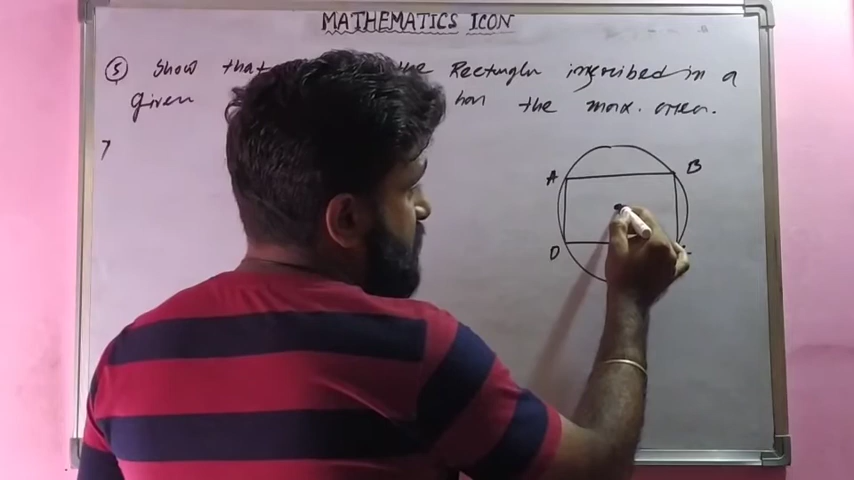 MATHEMATICS ICON
5 Show that the Rectangle inscribed in a
given has the max. area.
A B
D